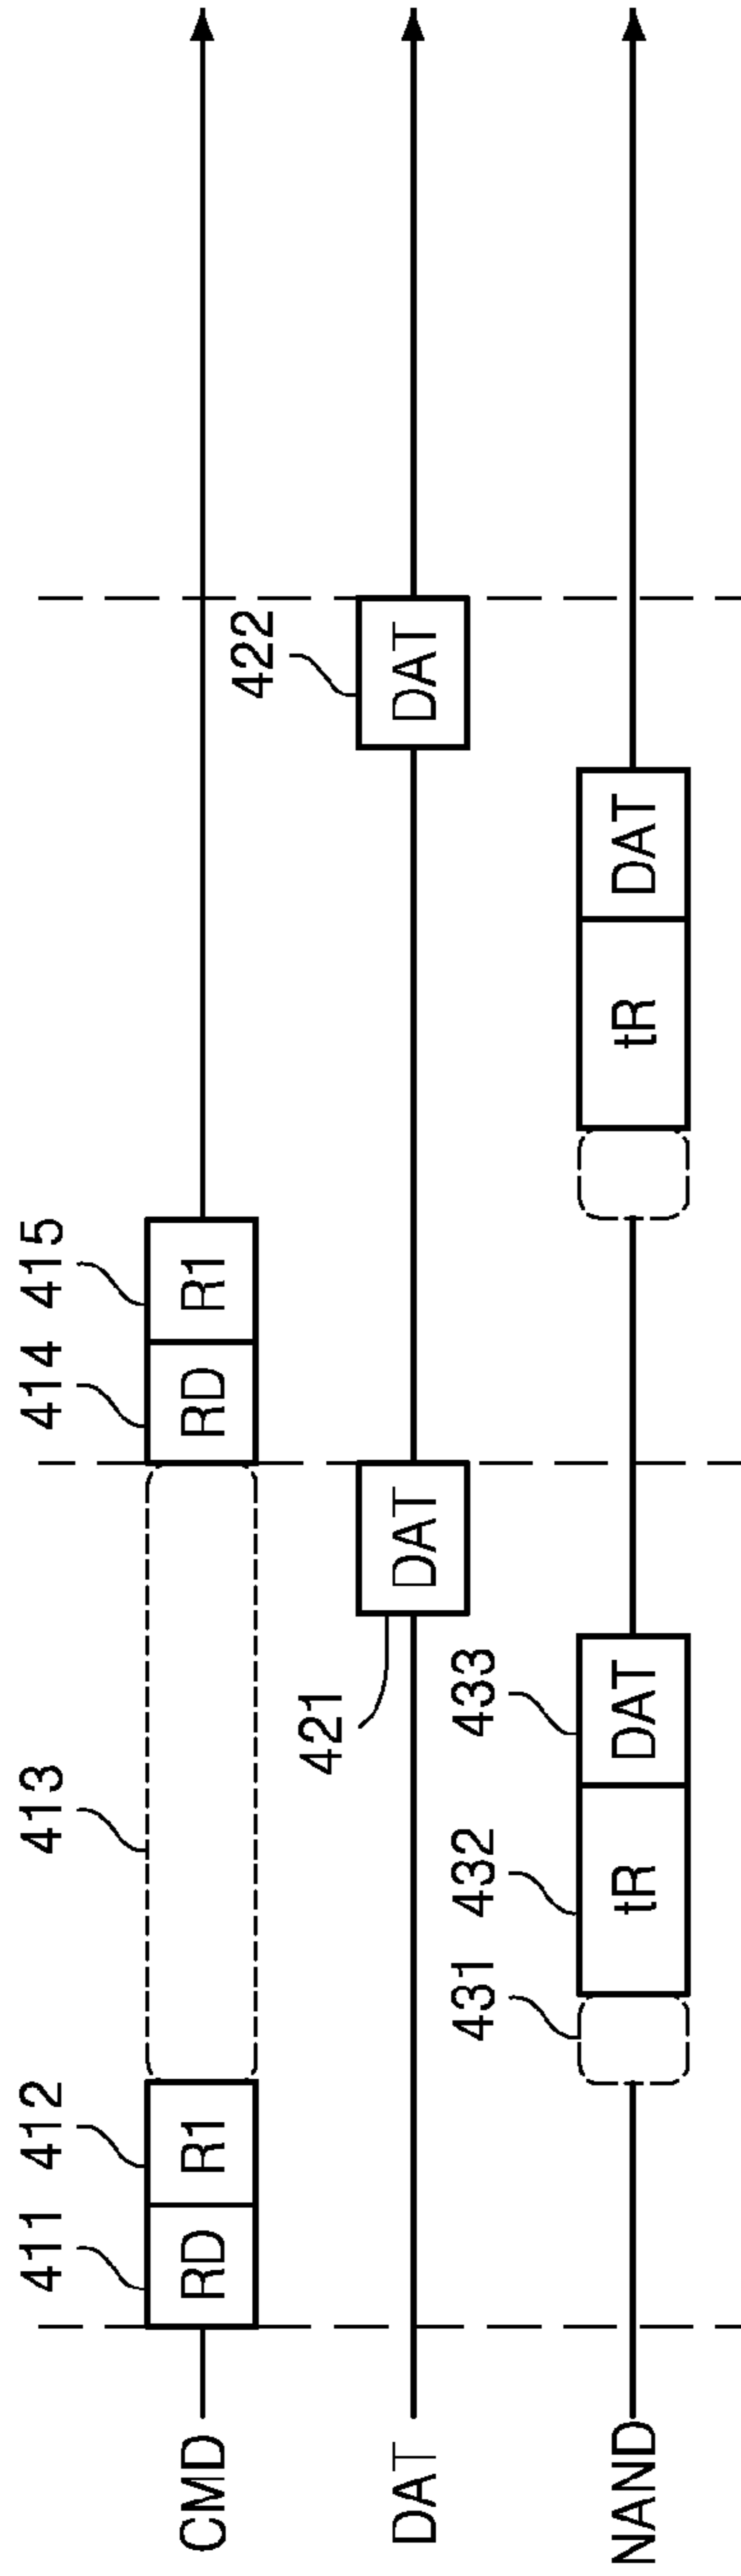 411 412 413 414 415
CMD RD R1 RD R1
421 422
DAT DAT DAT
431 432 433
NAND tR DAT tR DAT